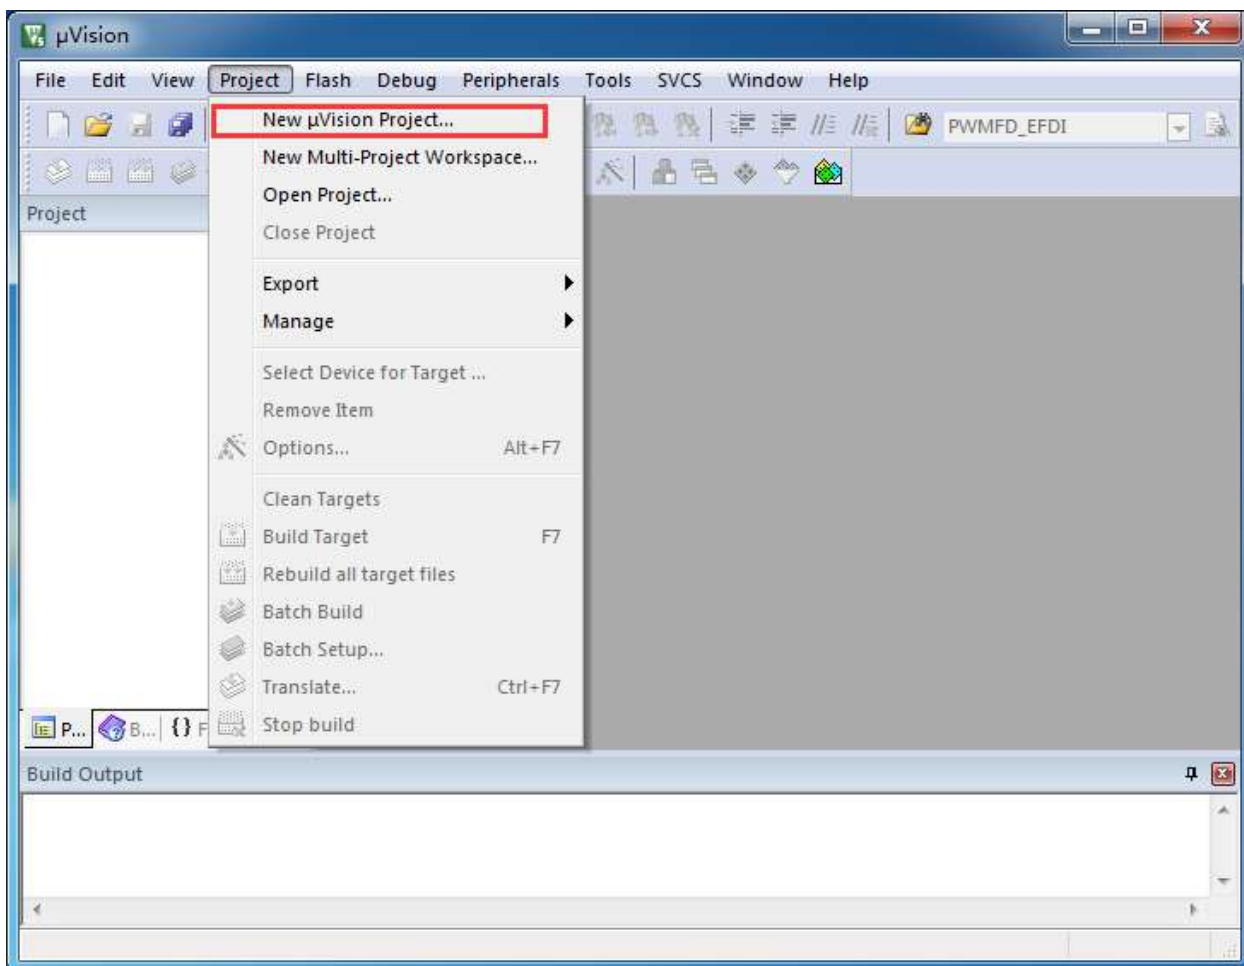 µVision
File Edit View Project Flash Debug Peripherals Tools SVCS Window Help
PWMFD_EFDI
Project
New µVision Project...
New Multi-Project Workspace...
Open Project...
Close Project
Export
Manage
Select Device for Target ...
Remove Item
Options... Alt+F7
Clean Targets
Build Target F7
Rebuild all target files
Batch Build
Batch Setup...
Translate... Ctrl+F7
Stop build
P... B... {} F
Build Output